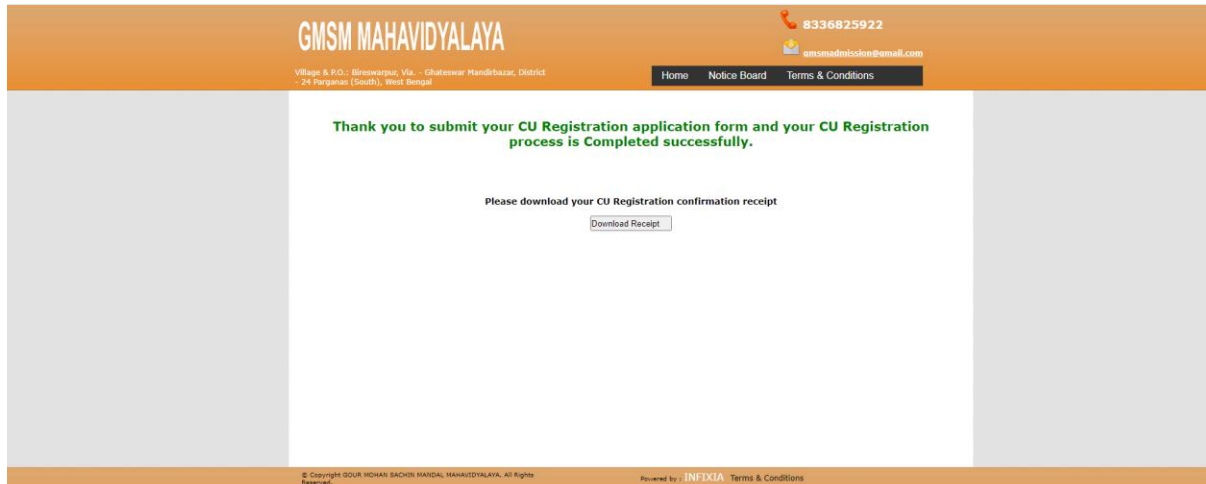 GMSM MAHAVIDYALAYA
8336825922
gmsmadmission@gmail.com
Village & P.O.: Bireswarpur, Via. - Ghateswar Mandirbazar, District
- 24 Parganas (South), West Bengal
Home Notice Board Terms & Conditions
Thank you to submit your CU Registration application form and your CU Registration
process is Completed successfully.
Please download your CU Registration confirmation receipt
Download Receipt
© Copyright GOUR MOHAN SACHIN MANDAL MAHAVIDYALAYA. All Rights
Reserved.
Powered by : INFIXIA Terms & Conditions